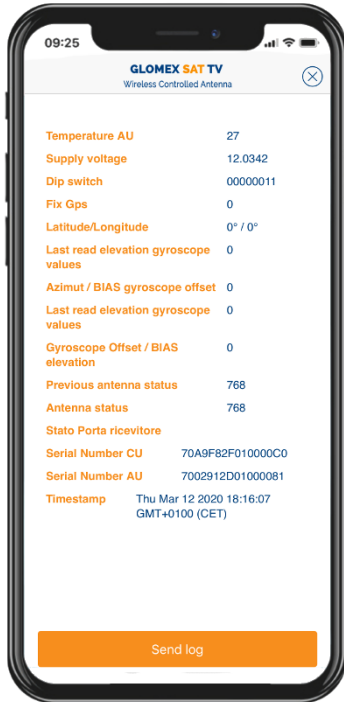 09:25
GLOMEX SAT TV
Wireless Controlled Antenna
Temperature AU 27
Supply voltage 12.0342
Dip switch 00000011
Fix Gps 0
Latitude/Longitude 0° / 0°
Last read elevation gyroscope 0
values
Azimut / BIAS gyroscope offset 0
Last read elevation gyroscope 0
values
Gyroscope Offset / BIAS 0
elevation
Previous antenna status 768
Antenna status 768
Stato Porta ricevitore
Serial Number CU 70A9F82F010000C0
Serial Number AU 7002912D01000081
Timestamp Thu Mar 12 2020 18:16:07
GMT+0100 (CET)
Send log